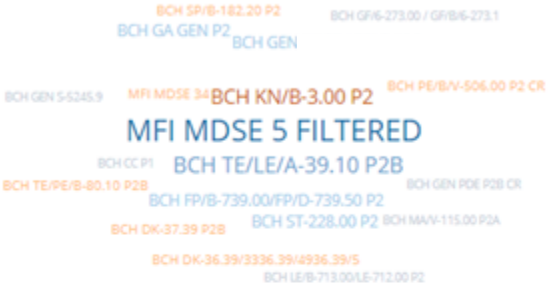 BCH SP/B-182.20 P2
BCH GF/6-273.00 / GF/B/6-273.1
BCH GA GEN P2
BCH GEN
BCH PE/B/V-506.00 P2 CR
BCH GEN S-5245.9
MFI MDSE 34
BCH KN/B-3.00 P2
MFI MDSE 5 FILTERED
BCH CC P1
BCH TE/LE/A-39.10 P2B
BCH TE/PE/B-80.10 P2B
BCH GEN PDE P2B CR
BCH FP/B-739.00/FP/D-739.50 P2
BCH ST-228.00 P2
BCH MA/V-115.00 P2A
BCH DK-37.39 P2B
BCH DK-36.39/3336.39/4936.39/5
BCH LE/B-713.00/LE-712.00 P2